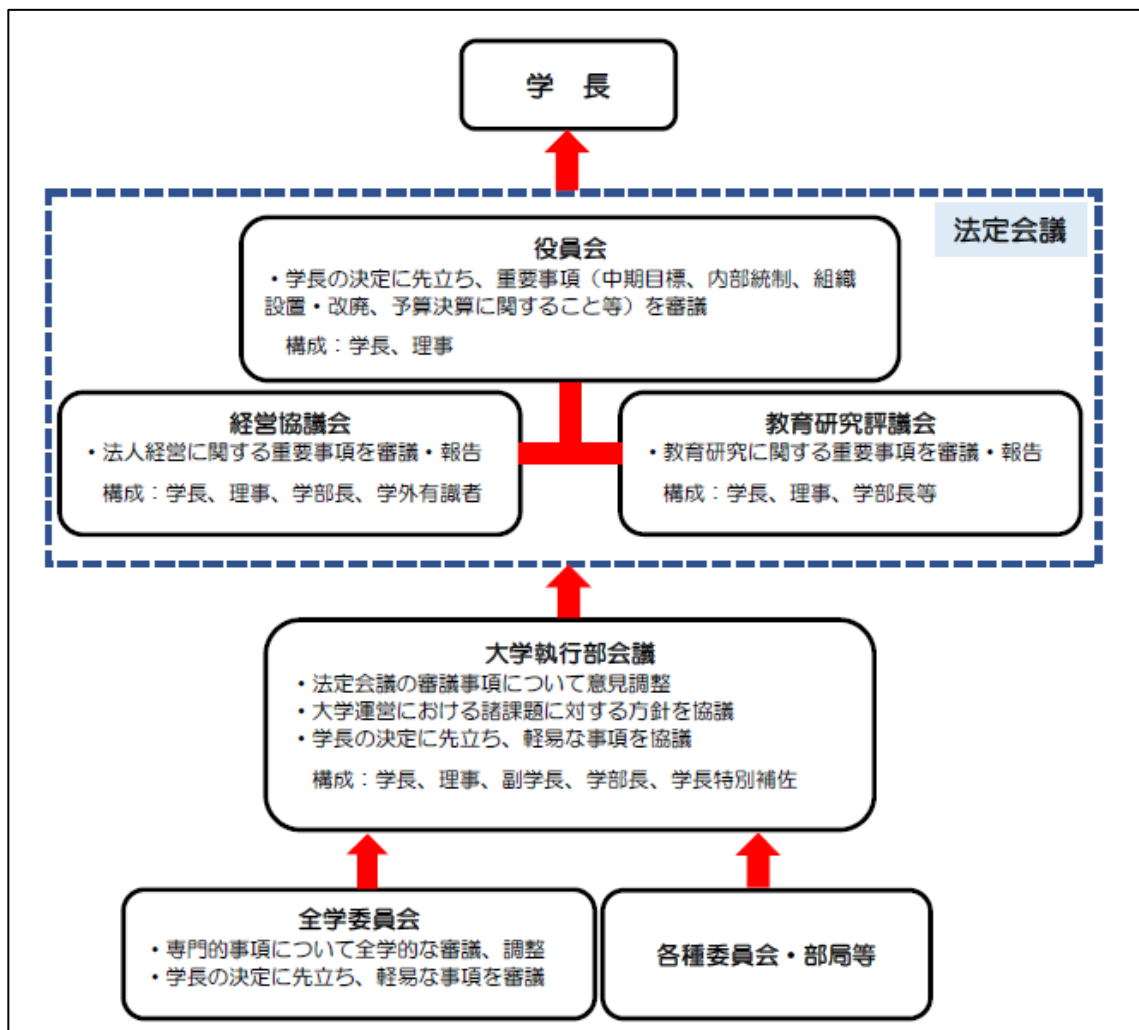 学 長
法定会議
役員会
・学長の決定に先立ち、重要事項（中期目標、内部統制、組織
設置・改廃、予算決算に関すること等）を審議
構成：学長、理事
経営協議会
・法人経営に関する重要事項を審議・報告
構成：学長、理事、学部長、学外有識者
教育研究評議会
・教育研究に関する重要事項を審議・報告
構成：学長、理事、学部長等
大学執行部会議
・法定会議の審議事項について意見調整
・大学運営における諸課題に対する方針を協議
・学長の決定に先立ち、軽易な事項を協議
構成：学長、理事、副学長、学部長、学長特別補佐
全学委員会
・専門的事項について全学的な審議、調整
・学長の決定に先立ち、軽易な事項を審議
各種委員会・部局等